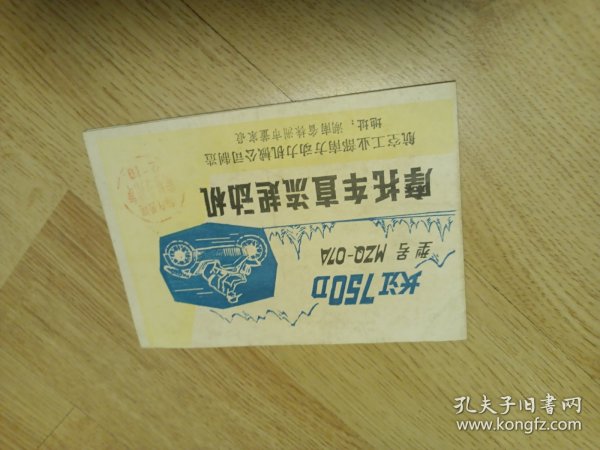 长江750D
型号 MZQ-07A
摩托车直流起动机
航空工业部南方动力机械公司制造
地址：湖南省株洲市董家塅
孔夫子旧书网
www.kongfz.com